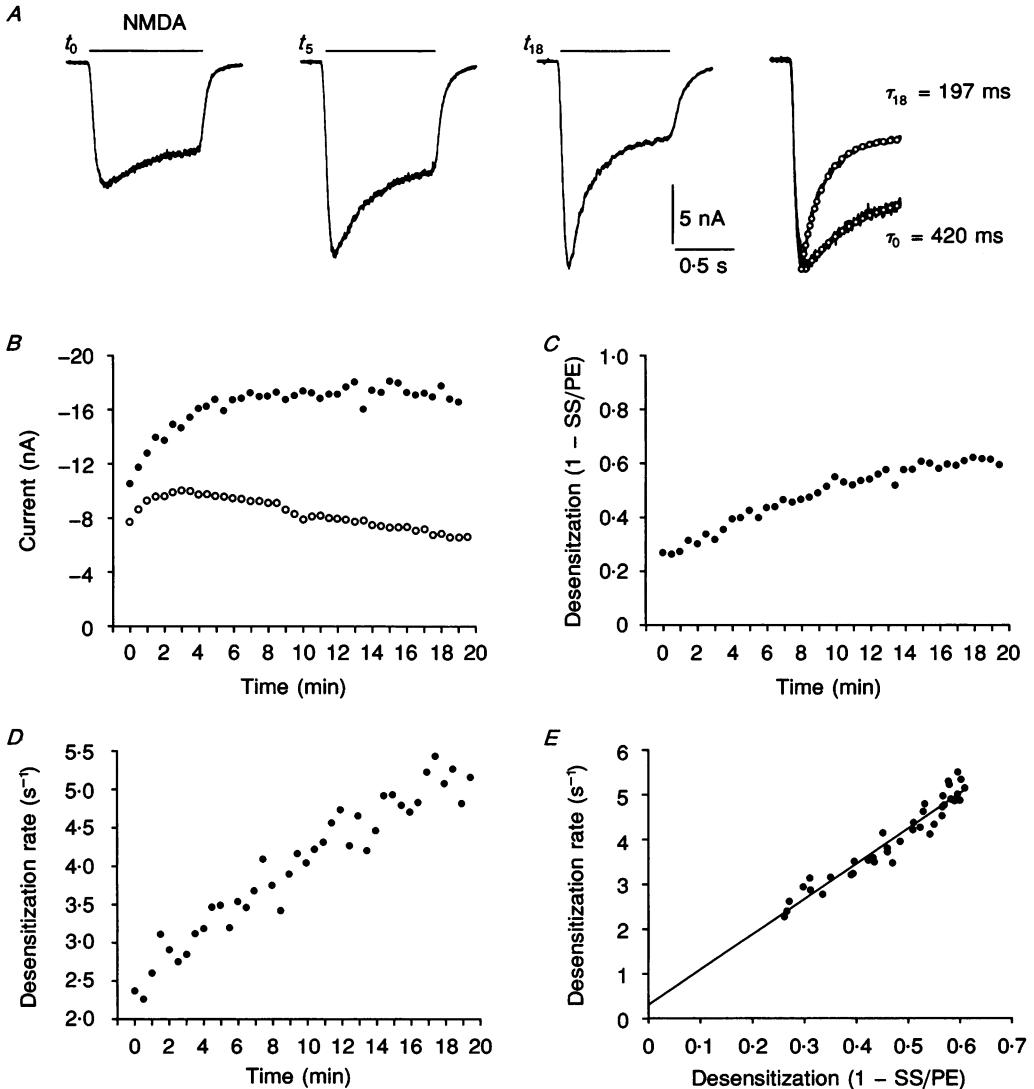 A
NMDA
t0
t5
t18
τ18 = 197 ms
5 nA
0·5 s
τ0 = 420 ms
B
−20
−16
−12
−8
−4
0
Current (nA)
0 2 4 6 8 10 12 14 16 18 20
Time (min)
C
1·0
0·8
0·6
0·4
0·2
0
Desensitzation (1 − SS/PE)
0 2 4 6 8 10 12 14 16 18 20
Time (min)
D
5·5
5·0
4·5
4·0
3·5
3·0
2·5
2·0
Desensitization rate (s−1)
0 2 4 6 8 10 12 14 16 18 20
Time (min)
E
6
5
4
3
2
1
0
Desensitization rate (s−1)
0 0.1 0.2 0.3 0.4 0.5 0.6 0.7
Desensitization (1 − SS/PE)